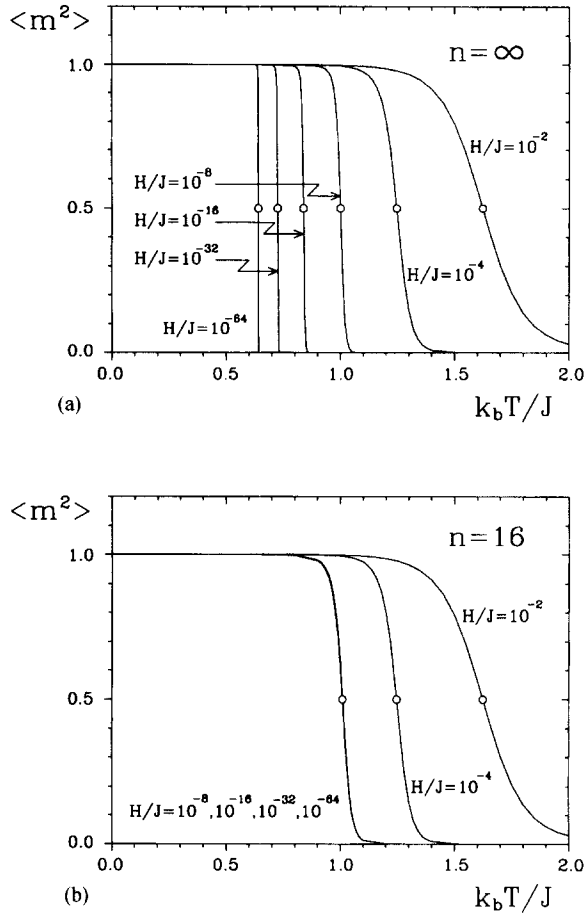 <m²>
n=∞
1.0
H/J=10⁻²
H/J=10⁻⁸
H/J=10⁻¹⁶
0.5
H/J=10⁻³²
H/J=10⁻⁴
H/J=10⁻⁶⁴
0.0
0.0 0.5 1.0 1.5 2.0
(a)
k_bT/J
<m²>
n=16
1.0
H/J=10⁻²
0.5
H/J=10⁻⁴
H/J=10⁻⁸,10⁻¹⁶,10⁻³²,10⁻⁶⁴
0.0
0.0 0.5 1.0 1.5 2.0
(b)
k_bT/J